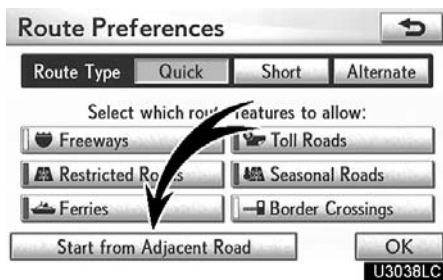 Route Preferences
Route Type Quick Short Alternate
Select which route features to allow:
Freeways Toll Roads
Restricted Roads Seasonal Roads
Ferries Border Crossings
Start from Adjacent Road OK
U3038LC